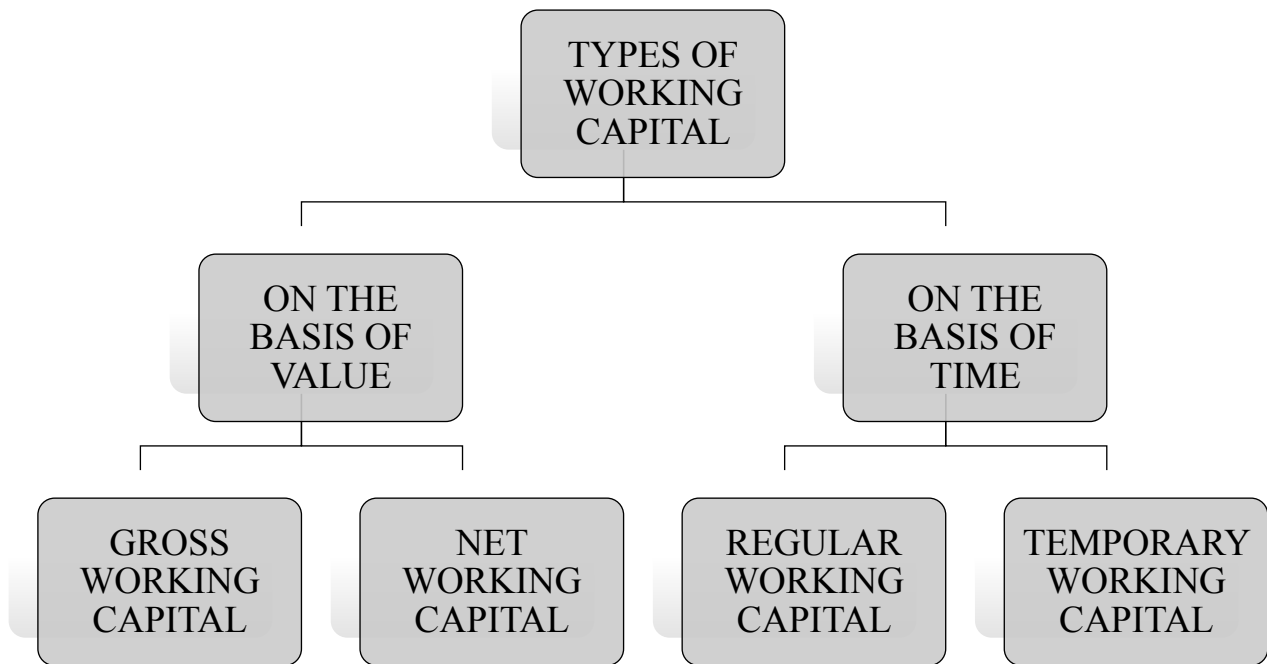 TYPES OF
WORKING
CAPITAL
ON THE
BASIS OF
VALUE
ON THE
BASIS OF
TIME
GROSS
WORKING
CAPITAL
NET
WORKING
CAPITAL
REGULAR
WORKING
CAPITAL
TEMPORARY
WORKING
CAPITAL